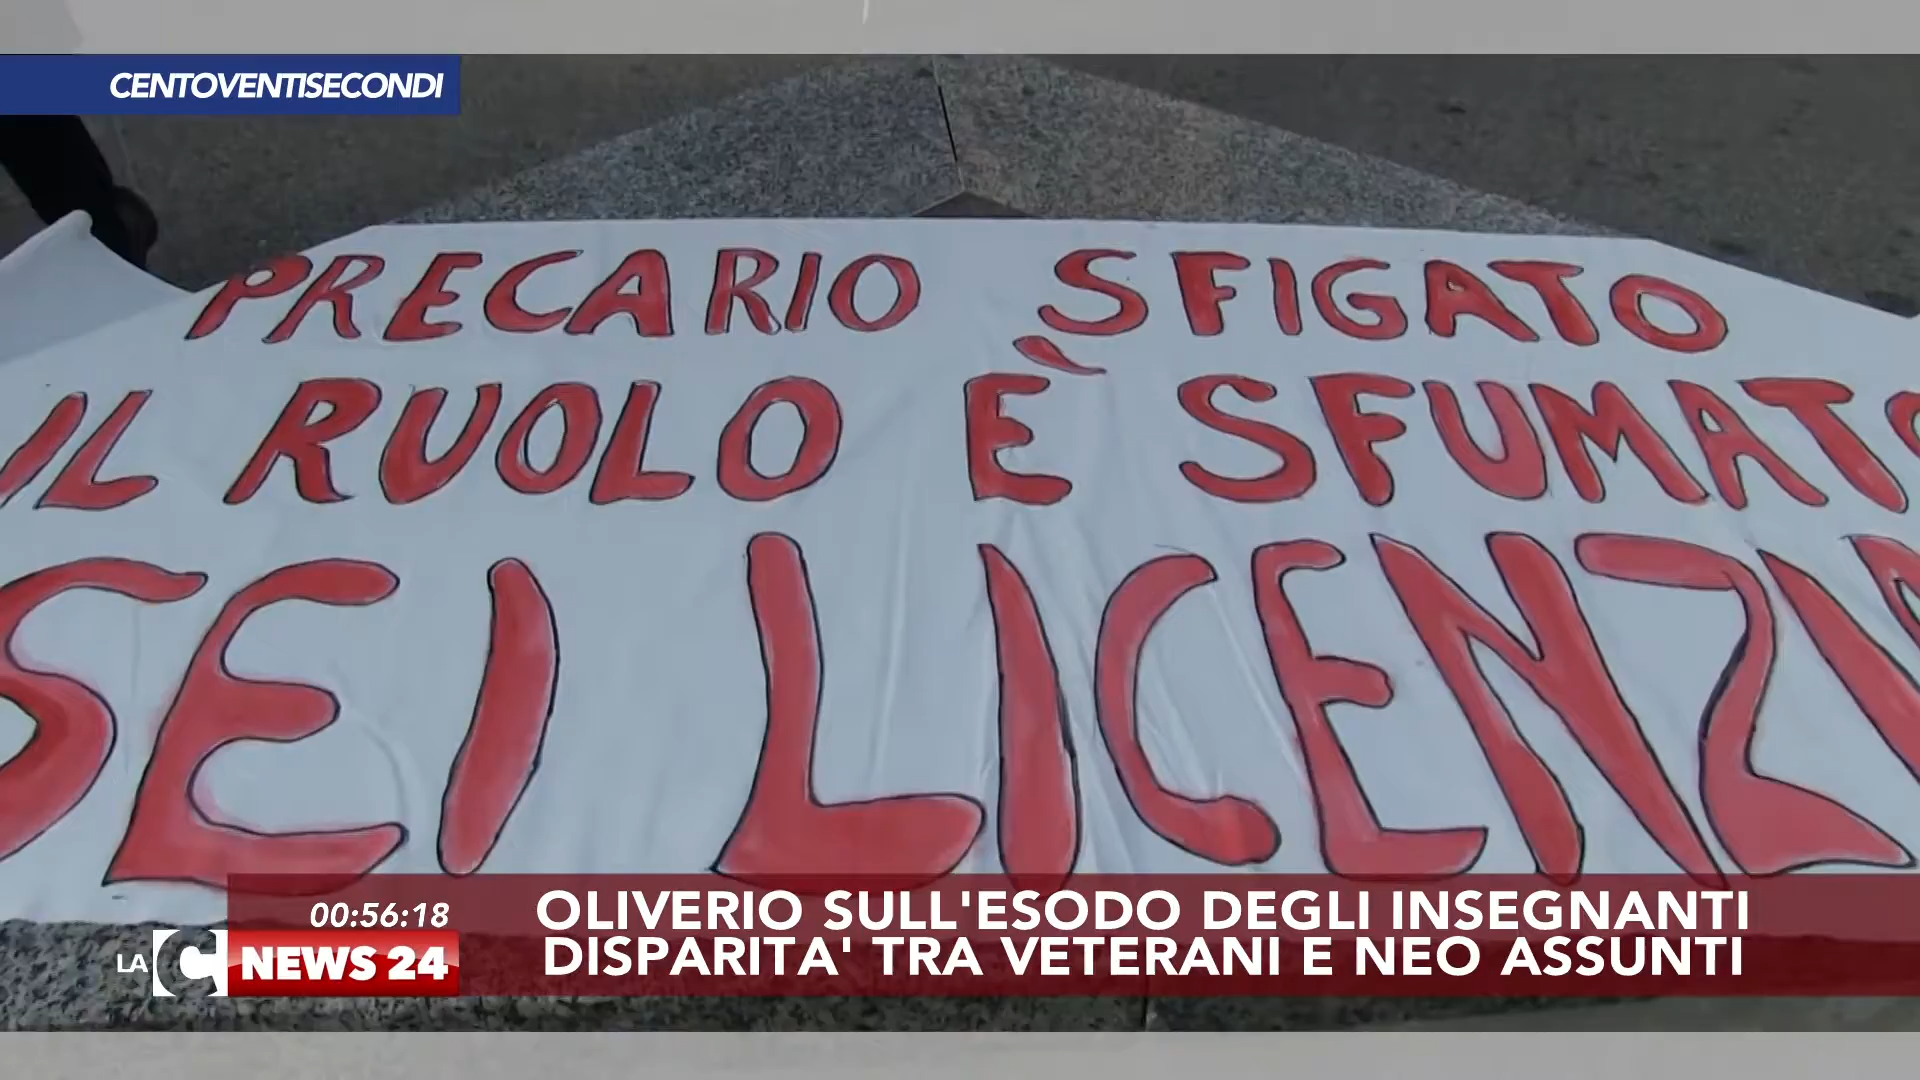 CENTOVENTISECONDI
PRECARIO SFIGATO
IL RUOLO È SFUMATO
SEI LICENZIA
00:56:18
LA C NEWS 24
OLIVERIO SULL'ESODO DEGLI INSEGNANTI
DISPARITA' TRA VETERANI E NEO ASSUNTI